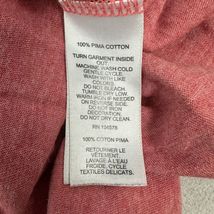 100% PIMA COTTON
TURN GARMENT INSIDE
OUT
MACHINE WASH COLD
GENTLE CYCLE.
WASH WITH LIKE
COLORS.
DO NOT BLEACH.
TUMBLE DRY LOW.
WARM IRON IF NEEDED
ON REVERSE SIDE.
DO NOT IRON
DECORATION.
DO NOT DRY CLEAN.
RN 104578
100% COTON PIMA
RETOURNER LE
VÊTEMENT.
LAVAGE À L'EAU
FROIDE, CYCLE
TEXTILES DELICATS.